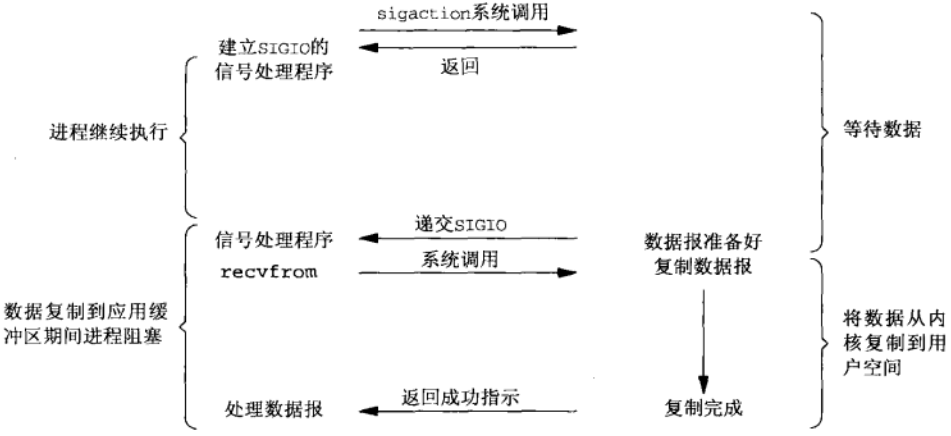 sigaction系统调用
建立SIGIO的
信号处理程序
返回
进程继续执行
等待数据
递交SIGIO
信号处理程序
数据报准备好
系统调用
recvfrom
复制数据报
数据复制到应用缓
冲区期间进程阻塞
将数据从内
核复制到用
户空间
返回成功指示
处理数据报
复制完成